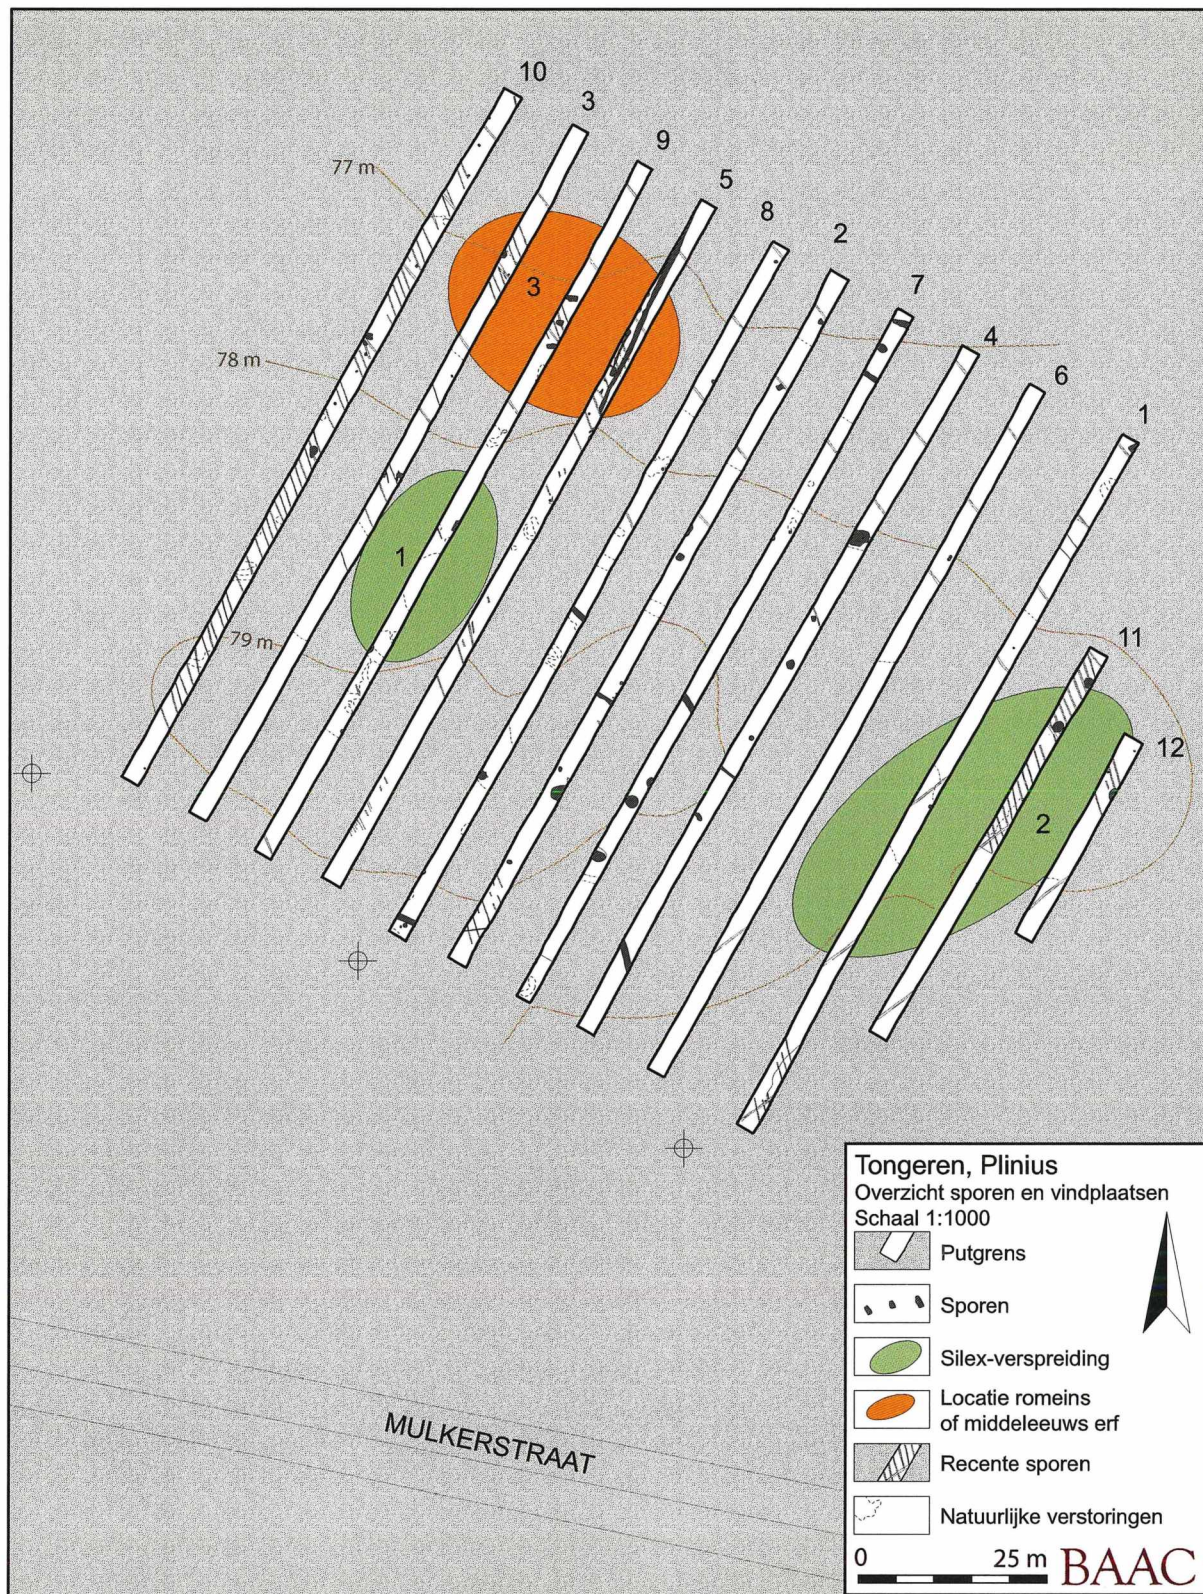 10
3
9
5
8
2
7
4
6
1
11
12
77 m
78 m
79 m
3
1
2
MULKERSTRAAT
Tongeren, Plinius
Overzicht sporen en vindplaatsen
Schaal 1:1000
Putgrens
Sporen
Silex-verspreiding
Locatie romeins
of middeleeuws erf
Recente sporen
Natuurlijke verstoringen
0 25 m
BAAC